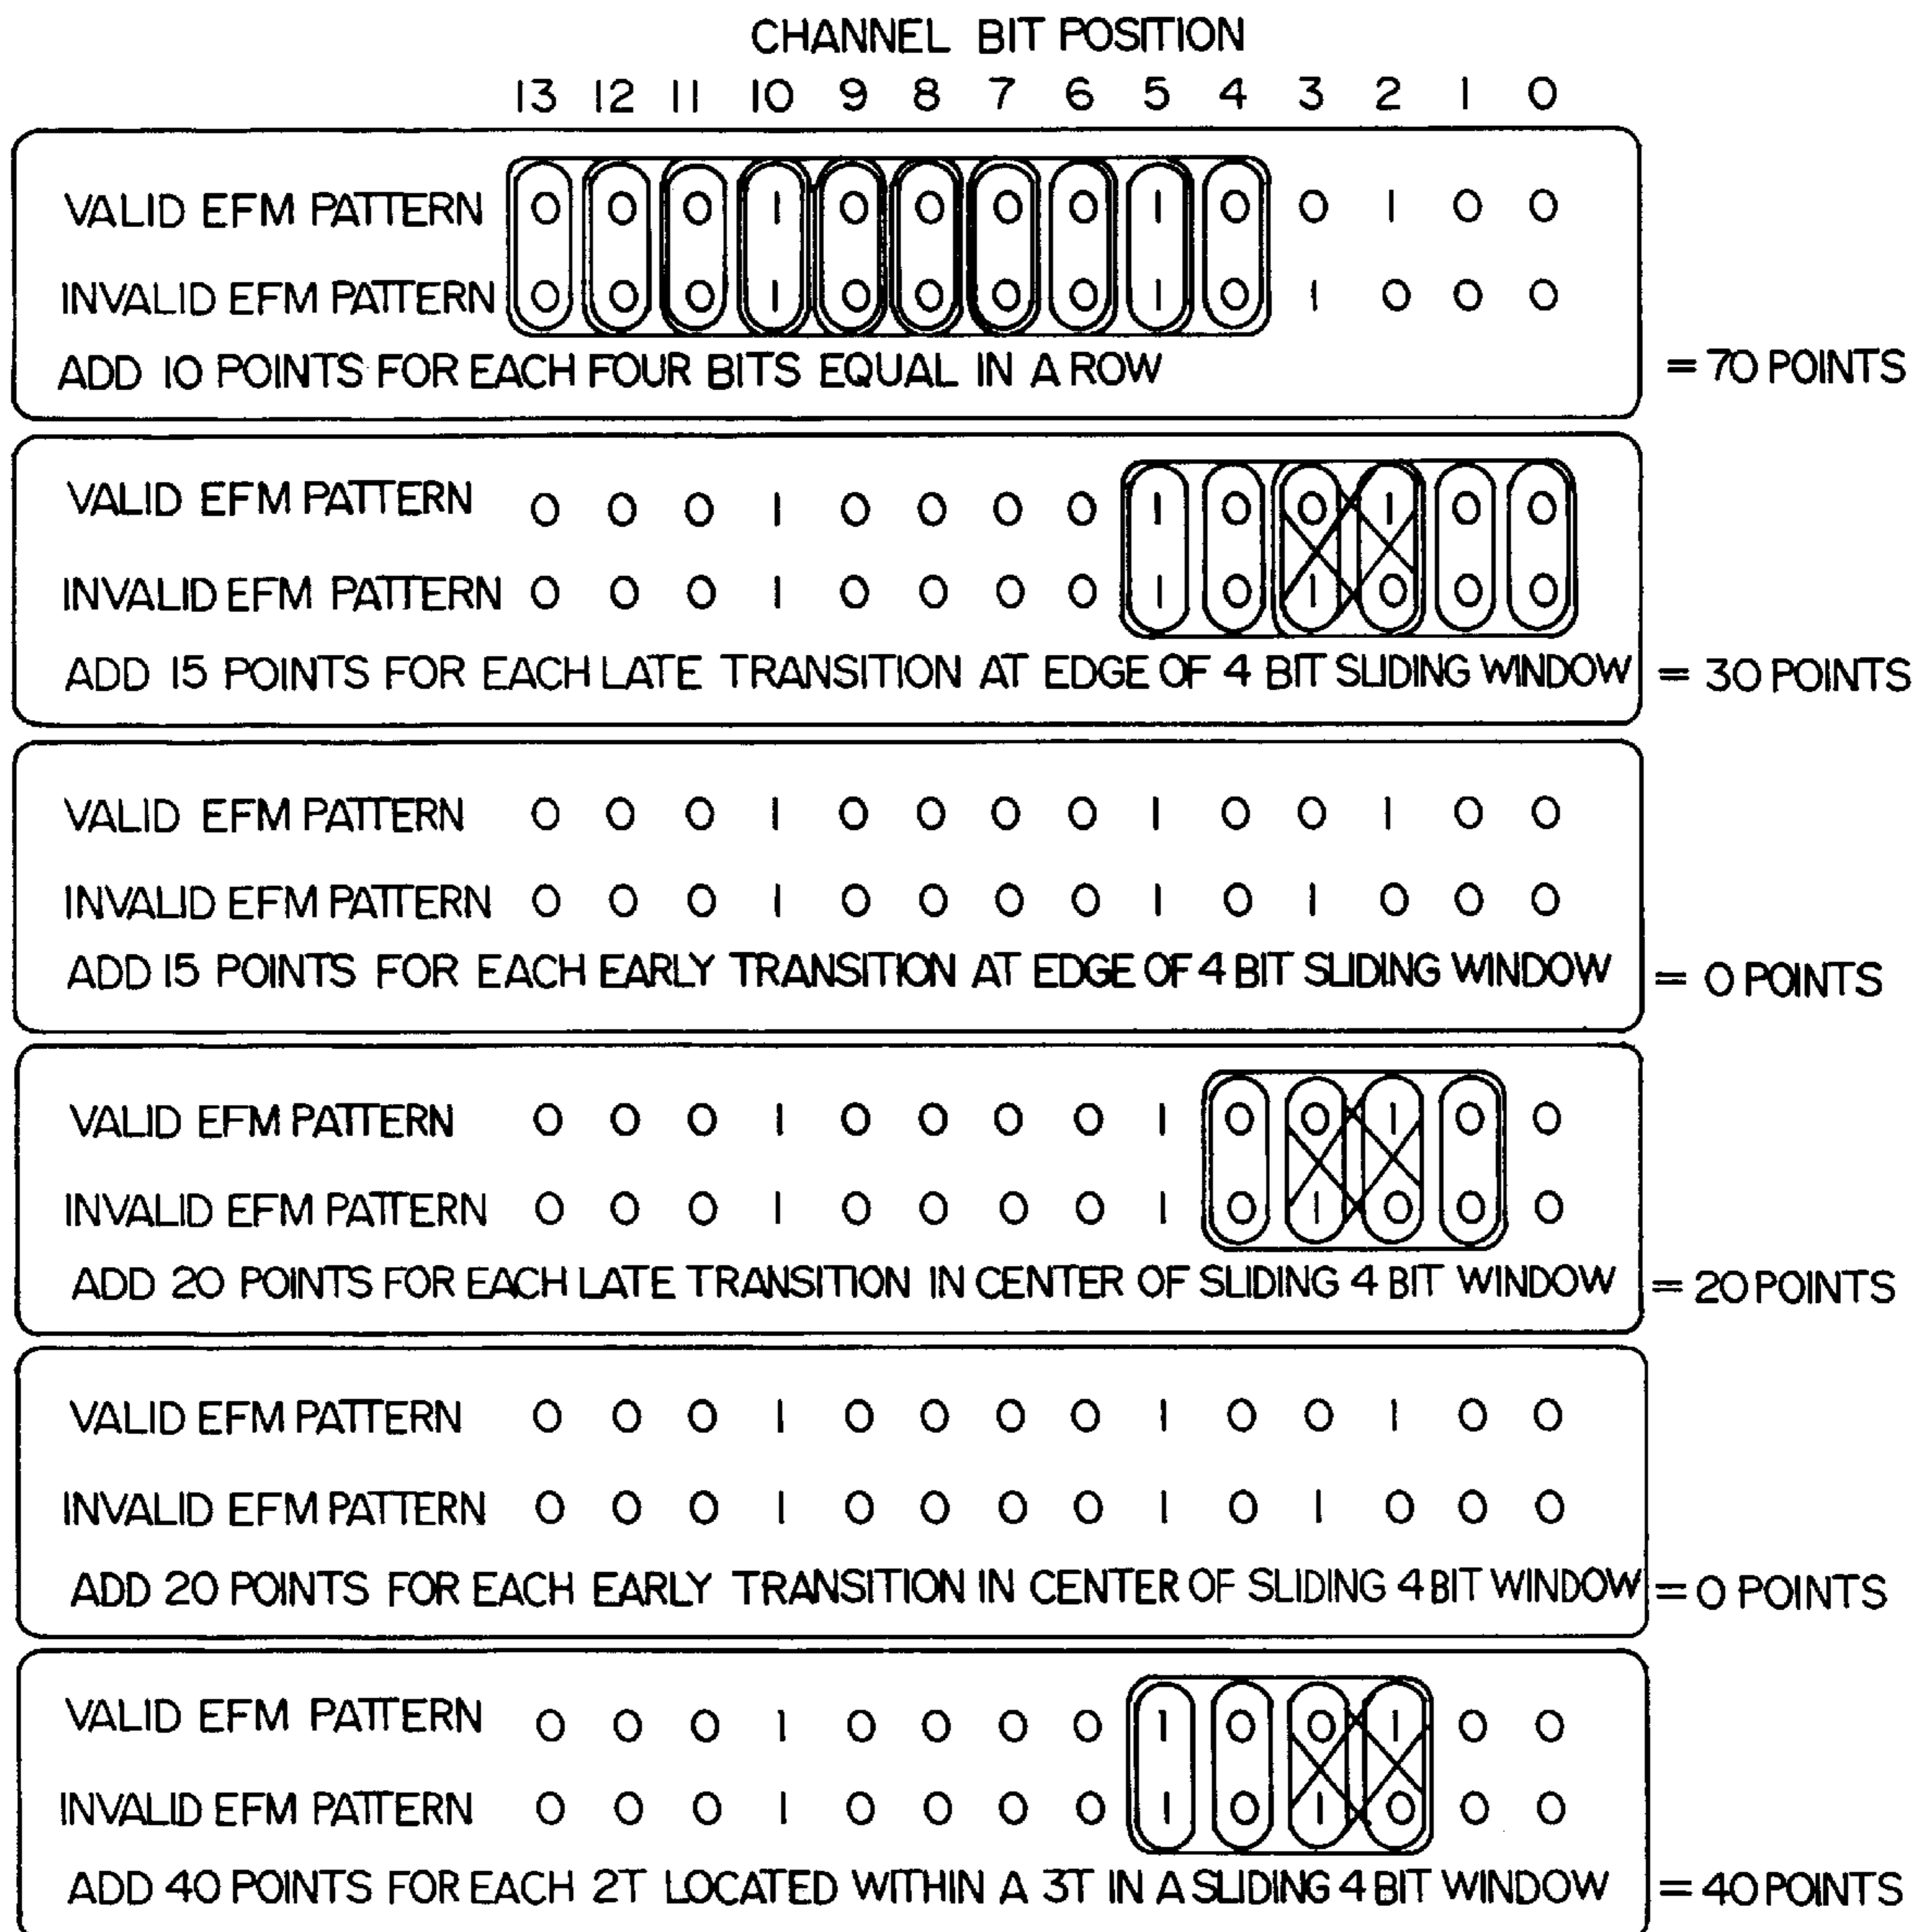 CHANNEL BIT POSITION
13 12 11 10 9 8 7 6 5 4 3 2 1 0
VALID EFM PATTERN 0 0 0 1 0 0 0 0 1 0 0 1 0 0
INVALID EFM PATTERN 0 0 0 1 0 0 0 0 1 0 1 0 0 0
ADD 10 POINTS FOR EACH FOUR BITS EQUAL IN A ROW = 70 POINTS
VALID EFM PATTERN 0 0 0 1 0 0 0 0 1 0 0 1 0 0
INVALID EFM PATTERN 0 0 0 1 0 0 0 0 1 0 1 0 0 0
ADD 15 POINTS FOR EACH LATE TRANSITION AT EDGE OF 4 BIT SLIDING WINDOW = 30 POINTS
VALID EFM PATTERN 0 0 0 1 0 0 0 0 1 0 0 1 0 0
INVALID EFM PATTERN 0 0 0 1 0 0 0 0 1 0 1 0 0 0
ADD 15 POINTS FOR EACH EARLY TRANSITION AT EDGE OF 4 BIT SLIDING WINDOW = 0 POINTS
VALID EFM PATTERN 0 0 0 1 0 0 0 0 1 0 0 1 0 0
INVALID EFM PATTERN 0 0 0 1 0 0 0 0 1 0 1 0 0 0
ADD 20 POINTS FOR EACH LATE TRANSITION IN CENTER OF SLIDING 4 BIT WINDOW = 20 POINTS
VALID EFM PATTERN 0 0 0 1 0 0 0 0 1 0 0 1 0 0
INVALID EFM PATTERN 0 0 0 1 0 0 0 0 1 0 1 0 0 0
ADD 20 POINTS FOR EACH EARLY TRANSITION IN CENTER OF SLIDING 4 BIT WINDOW = 0 POINTS
VALID EFM PATTERN 0 0 0 1 0 0 0 0 1 0 0 1 0 0
INVALID EFM PATTERN 0 0 0 1 0 0 0 0 1 0 1 0 0 0
ADD 40 POINTS FOR EACH 2T LOCATED WITHIN A 3T IN A SLIDING 4 BIT WINDOW = 40 POINTS